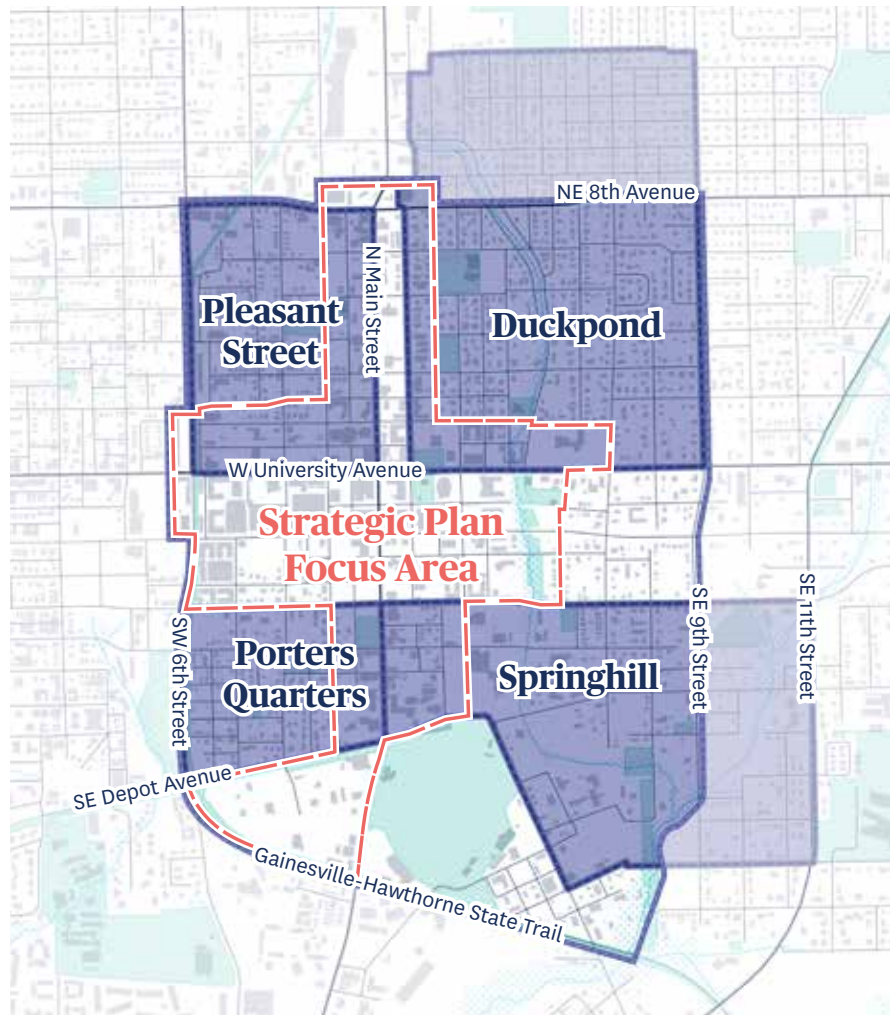 NE 8th Avenue
N Main Street
Pleasant
Street
Duckpond
W University Avenue
Strategic Plan
Focus Area
SW 6th Street
Porters
Quarters
Springhill
SE 9th Street
SE 11th Street
SE Depot Avenue
Gainesville-Hawthorne State Trail